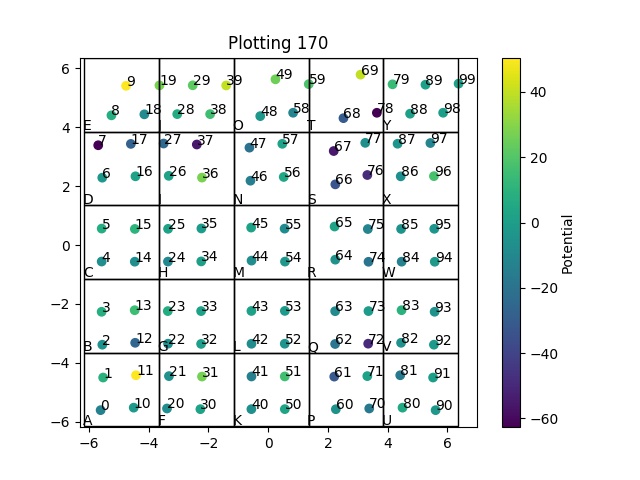 Plotting 170
6
9 19 29 39 49 59 69 79 89 99
8 18 28 38 48 58 68 78 88 98
40
E J O T Y
4
7 17 27 37 47 57 67 77 87 97
20
6 16 26 36 46 56 66 76 86 96
2
D I N S X
5 15 25 35 45 55 65 75 85 95
0
0
4 14 24 34 44 54 64 74 84 94
C H M R W
Potential
−20
−2
3 13 23 33 43 53 63 73 83 93
2 12 22 32 42 52 62 72 82 92
B G L Q V
−40
−4
1 11 21 31 41 51 61 71 81 91
0 10 20 30 40 50 60 70 80 90
A F K P U
−60
−6
−6 −4 −2 0 2 4 6